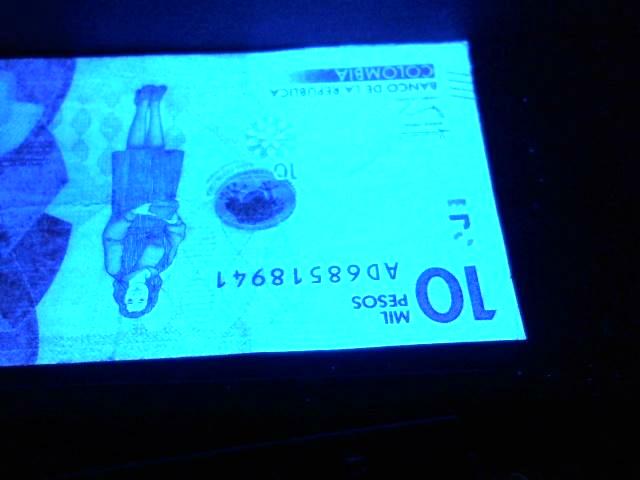 10 MIL
PESOS
AD68518941
10
BANCO DE LA REPUBLICA
COLOMBIA